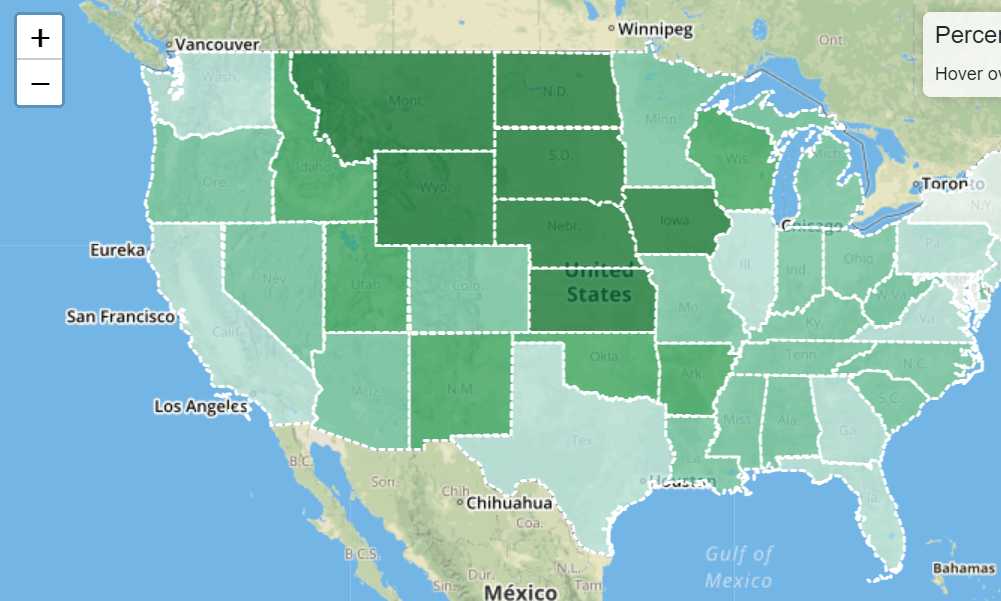 +
−
Vancouver
Winnipeg
Ont.
Percer
Hover ov
Wash.
Mont.
N.D.
Minn.
Ore.
Idaho
S.D.
Wis.
Mich.
Toronto
N.Y.
Wyo.
Nebr.
Iowa
Chicago
Eureka
Nev.
Utah
Colo.
United
States
Ill.
Ind.
Ohio
Pa.
W.Va.
Va.
San Francisco
Calif.
Mo.
Ky.
Los Angeles
Ariz.
N.M.
Okla.
Ark.
Tenn.
N.C.
S.C.
Miss.
Ala.
Ga.
Tex.
La.
Houston
Fla.
B.C.
Son.
Chih.
Chihuahua
Coa.
B.C.S.
Gulf of
Mexico
Sin.
Dur.
N.L.
Tam.
Bahamas
México